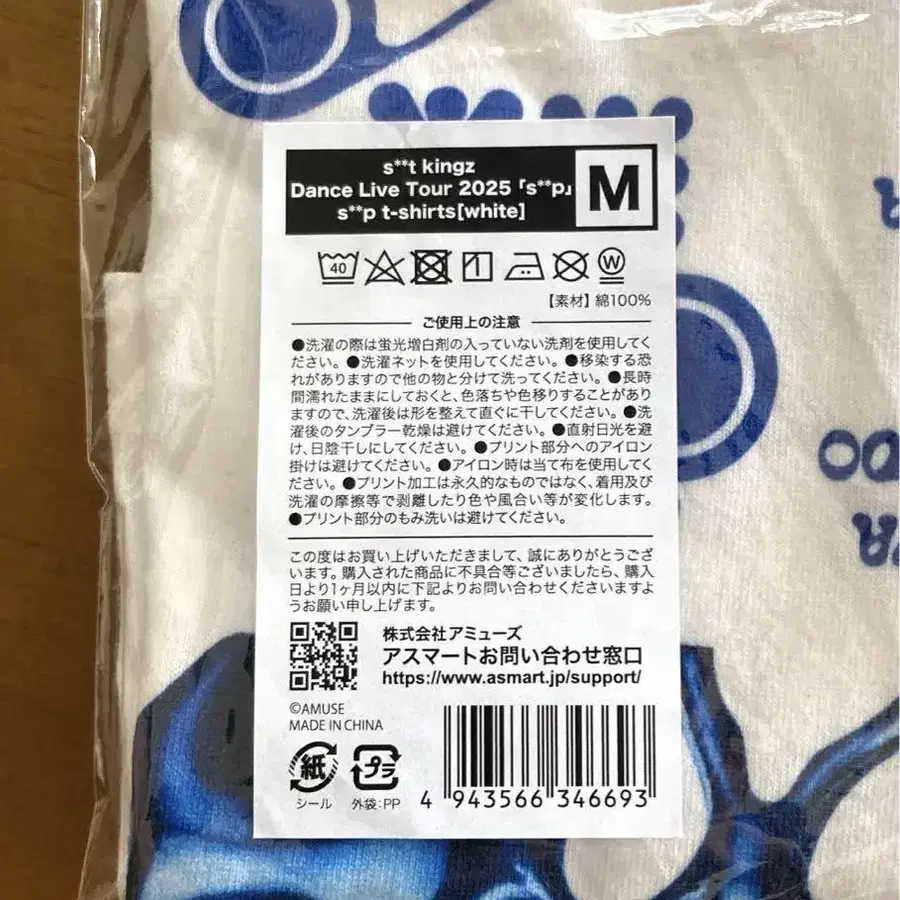 s**t kingz
Dance Live Tour 2025「s**p」
s**p t-shirts[white]
M
40
W
【素材】綿100%
ご使用上の注意
●洗濯の際は蛍光増白剤の入っていない洗剤を使用してく
ださい。●洗濯ネットを使用してください。●移染する恐
れがありますので他の物と分けて洗ってください。●長時
間濡れたままにしておくと、色落ちや色移りすることがあり
ますので、洗濯後は形を整えて直ぐに干してください。●洗
濯後のタンブラー乾燥は避けてください。●直射日光を避
け、日陰干しにしてください。●プリント部分へのアイロン
掛けは避けてください。●アイロン時は当て布を使用してく
ださい。●プリント加工は永久的なものではなく、着用及び
洗濯の摩擦等で剥離したり色や風合い等が変化します。
●プリント部分のもみ洗いは避けてください。
この度はお買い上げいただきまして、誠にありがとうござ
います。購入された商品に不具合等ございましたら、購入
日より1ヶ月以内に下記よりお問い合わせくださいますよ
うお願い申し上げます。
株式会社アミューズ
アスマートお問い合わせ窓口
https://www.asmart.jp/support/
©AMUSE
MADE IN CHINA
紙
シール
プラ
外袋:PP
4 943566 346693